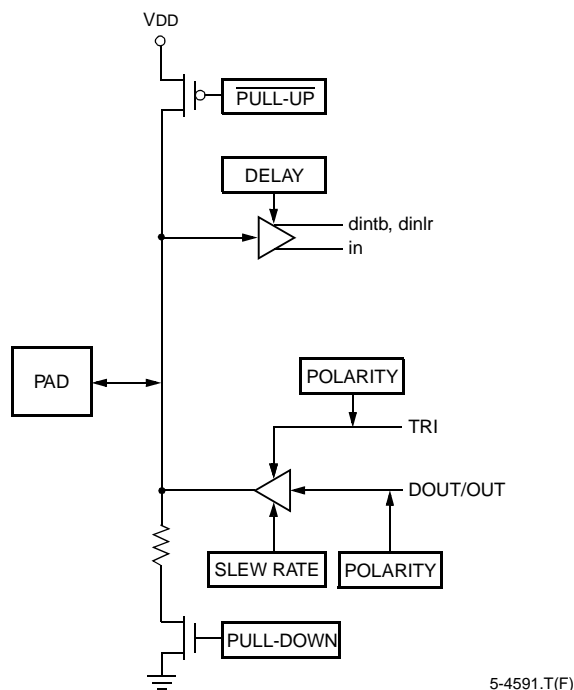 VDD
PULL-UP
DELAY
dintb, dinlr
in
PAD
POLARITY
TRI
DOUT/OUT
SLEW RATE
POLARITY
PULL-DOWN
5-4591.T(F)